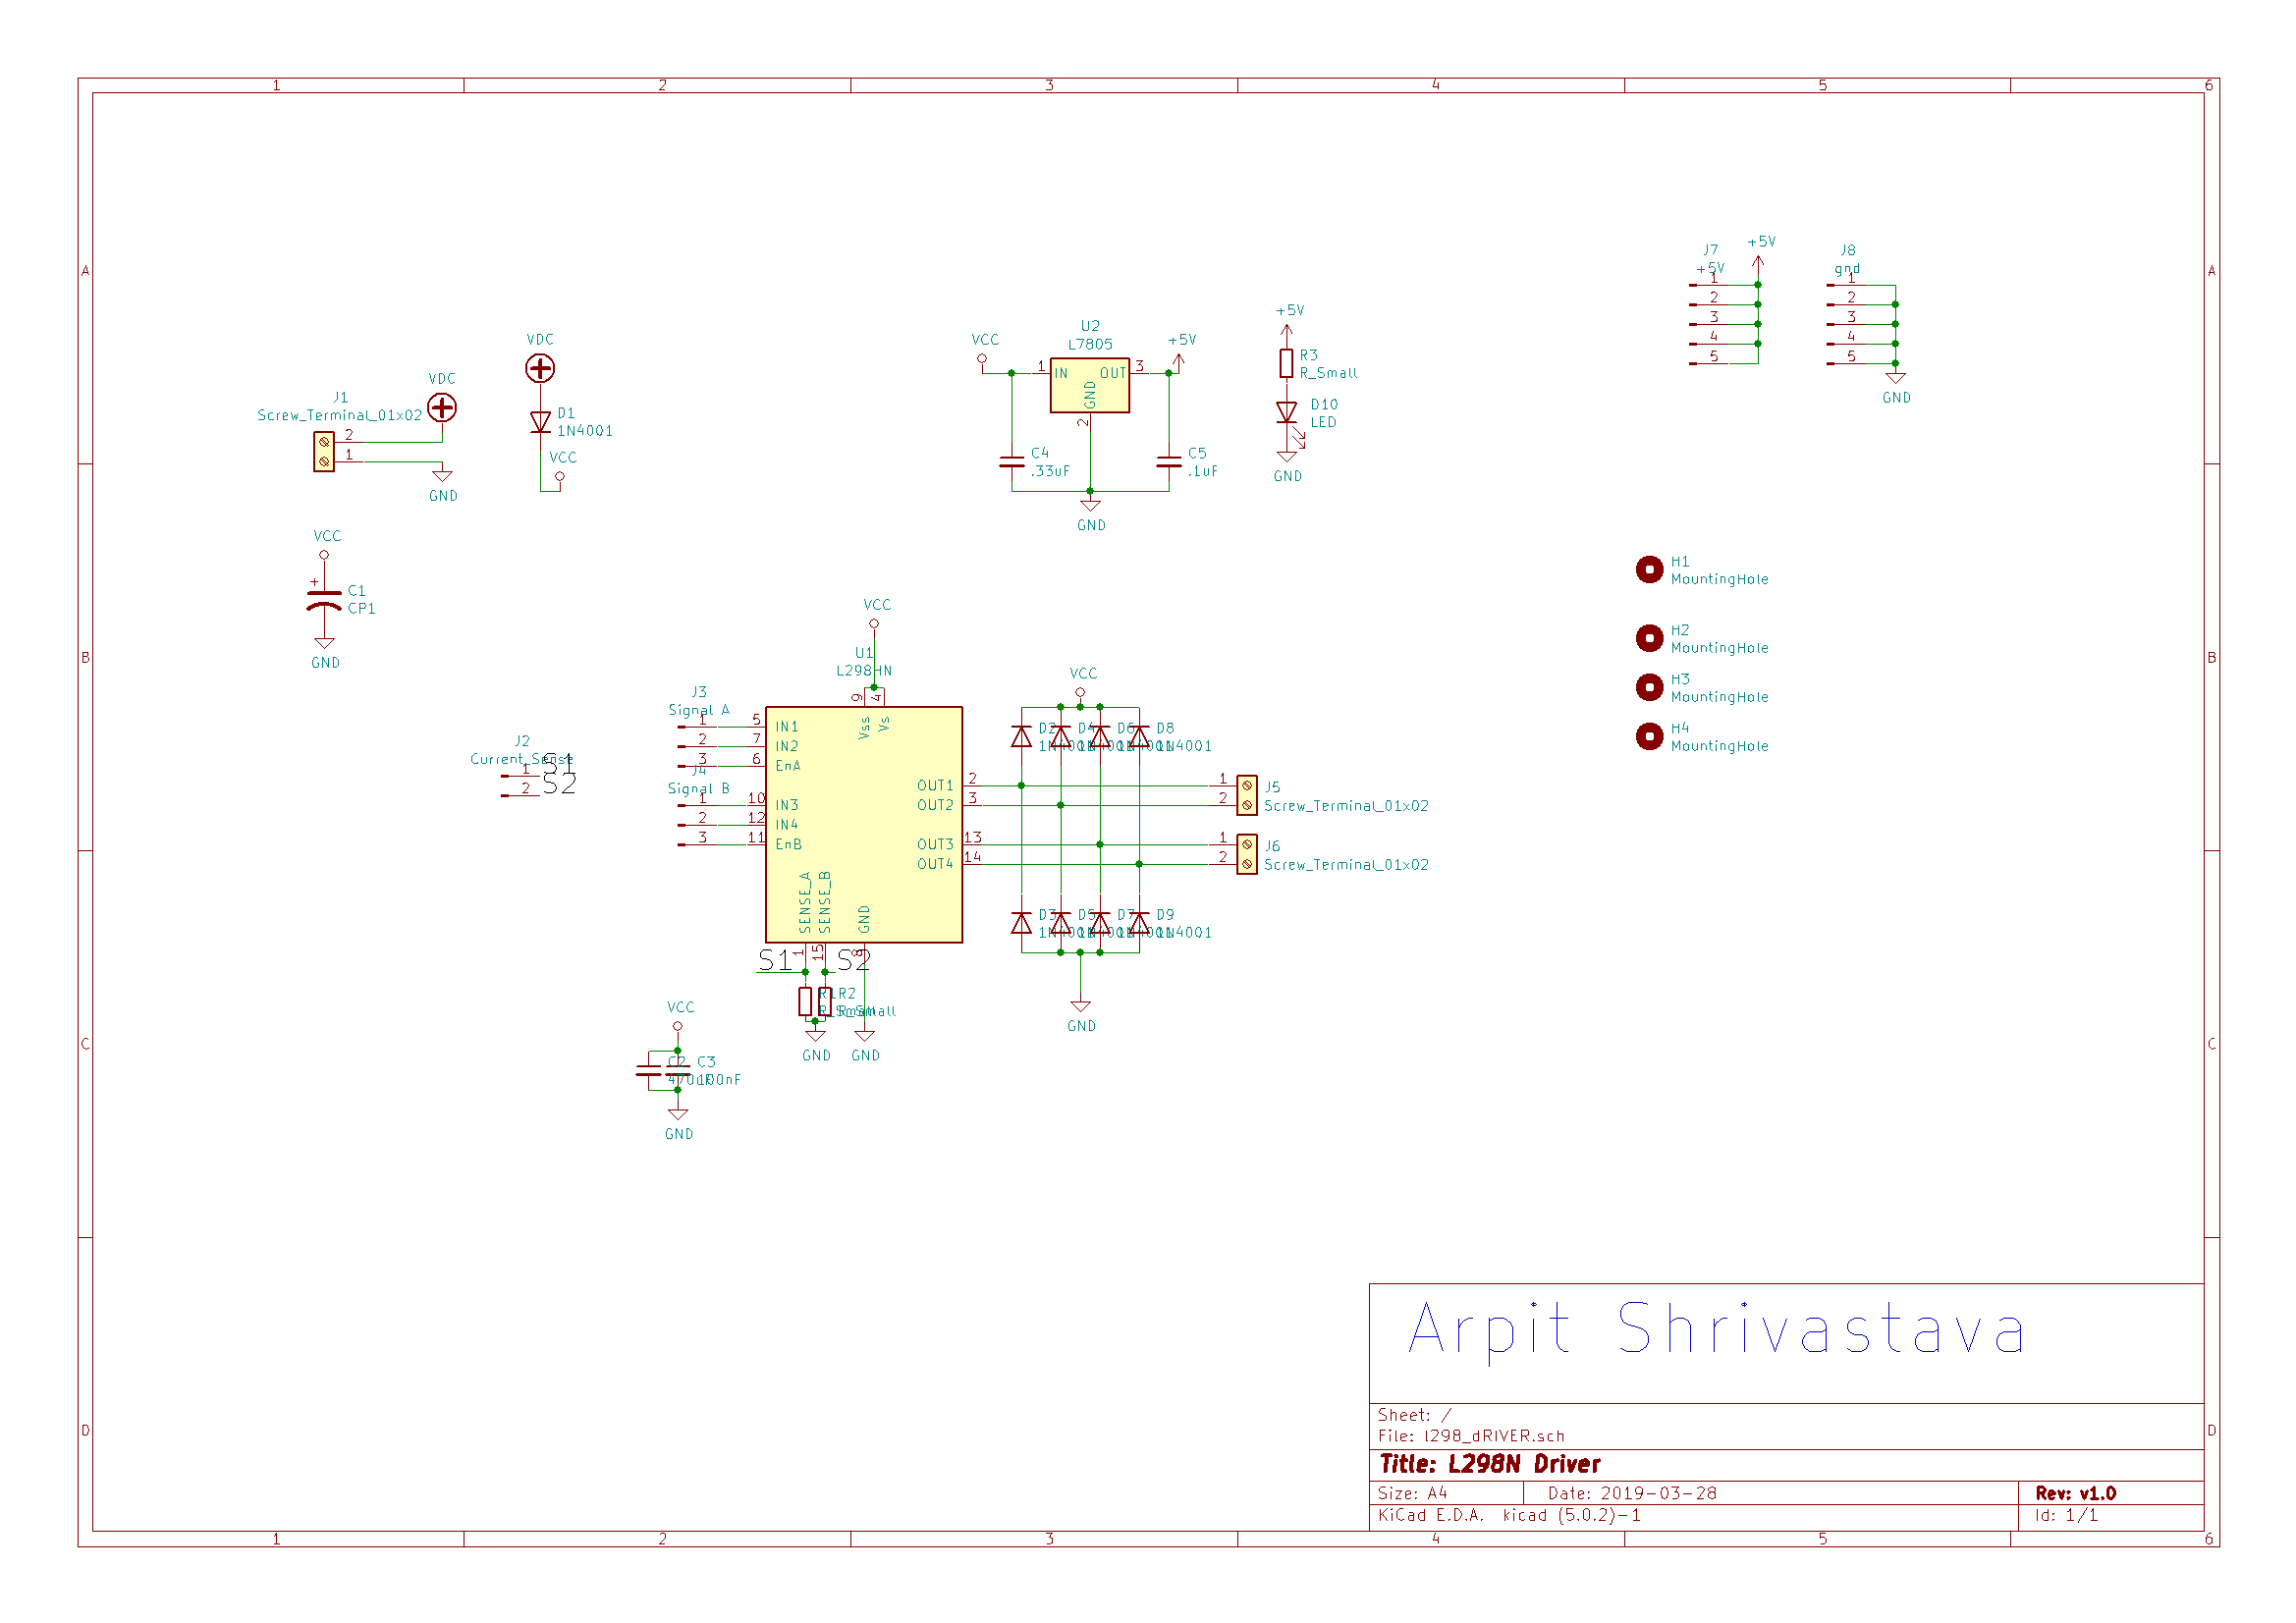 1 2 3 4 5 6
A A
B B
C C
D D
1 2 3 4 5 6
J1
Screw_Terminal_01x02
2
1
VDC
GND
VDC
D1
1N4001
VCC
VCC
+
C1
CP1
GND
VCC
U2
L7805
1
IN
OUT
3
GND
2
+5V
C4
.33uF
C5
.1uF
GND
+5V
R3
R_Small
D10
LED
GND
J7
+5V
+5V
1
2
3
4
5
J8
gnd
1
2
3
4
5
GND
H1
MountingHole
H2
MountingHole
H3
MountingHole
H4
MountingHole
J2
Current_Sense
1 S1
2 S2
J3
Signal A
1
2
3
J4
Signal B
1
2
3
VCC
U1
L298HN
9 4
Vss Vs
5 IN1
7 IN2
6 EnA
10 IN3
12 IN4
11 EnB
OUT1 2
OUT2 3
OUT3 13
OUT4 14
SENSE_A SENSE_B GND
1 15 8
S1 S2
R1 R2
R_Small R_Small
GND GND
VCC
D2 D4 D6 D8
1N4001 1N4001 1N4001 1N4001
D3 D5 D7 D9
1N4001 1N4001 1N4001 1N4001
GND
1
2
J5
Screw_Terminal_01x02
1
2
J6
Screw_Terminal_01x02
VCC
C2 C3
470uF 100nF
GND
Arpit Shrivastava
Sheet: /
File: l298_dRIVER.sch
Title: L298N Driver
Size: A4 Date: 2019-03-28 Rev: v1.0
KiCad E.D.A. kicad (5.0.2)-1 Id: 1/1